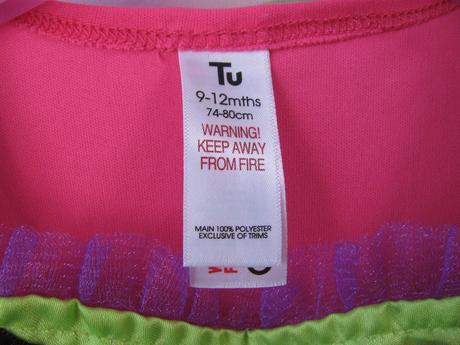 Tu
9-12mths
74-80cm
WARNING!
KEEP AWAY
FROM FIRE
MAIN 100% POLYESTER
EXCLUSIVE OF TRIMS